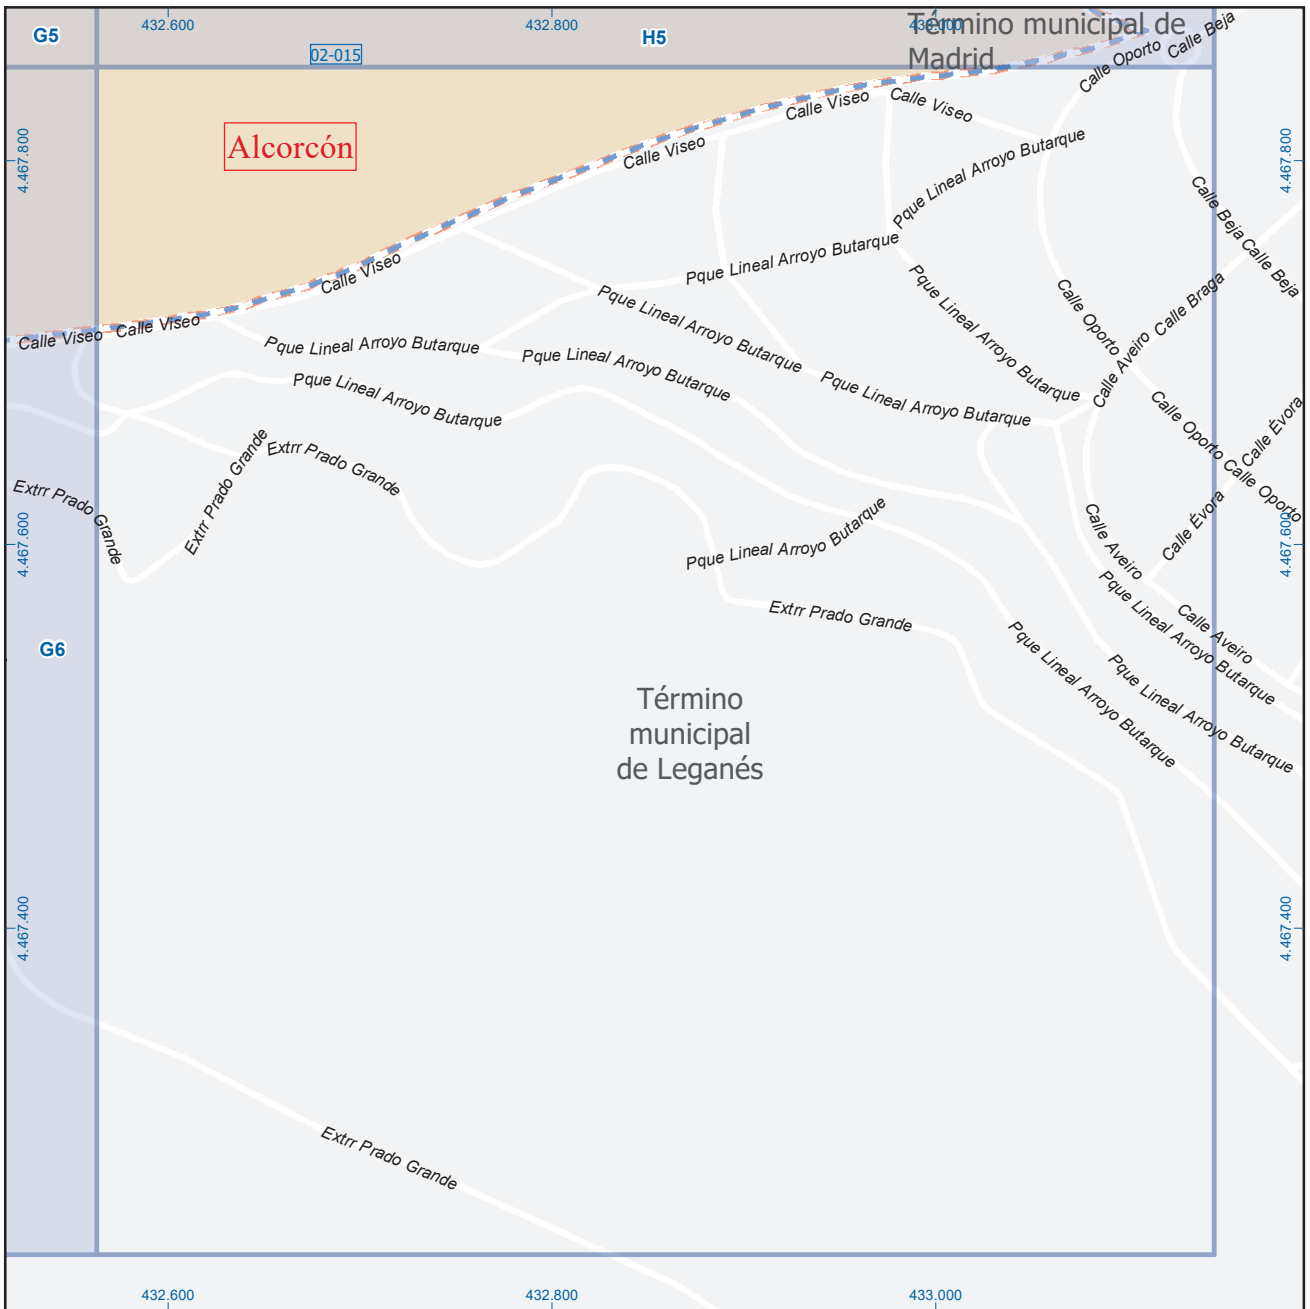 432.600
432.800
433.000
Término municipal de
Madrid
G5
H5
02-015
Calle Beja
Calle Oporto
Calle Viseo
Calle Viseo
Calle Viseo
Alcorcón
4.467.800
4.467.800
Pque Lineal Arroyo Butarque
Calle Beja
Calle Beja
Pque Lineal Arroyo Butarque
Calle Viseo
Pque Lineal Arroyo Butarque
Pque Lineal Arroyo Butarque
Calle Oporto
Calle Braga
Calle Aveiro
Calle Viseo
Calle Viseo
Pque Lineal Arroyo Butarque
Pque Lineal Arroyo Butarque
Pque Lineal Arroyo Butarque
Pque Lineal Arroyo Butarque
Calle Oporto
Calle Évora
Calle Oporto
Extrr Prado Grande
Extrr Prado Grande
Extrr Prado Grande
Calle Évora
Calle Aveiro
Pque Lineal Arroyo Butarque
4.467.600
4.467.600
Extrr Prado Grande
Pque Lineal Arroyo Butarque
Calle Aveiro
Pque Lineal Arroyo Butarque
Pque Lineal Arroyo Butarque
G6
Término
municipal
de Leganés
4.467.400
4.467.400
Extrr Prado Grande
432.600
432.800
433.000